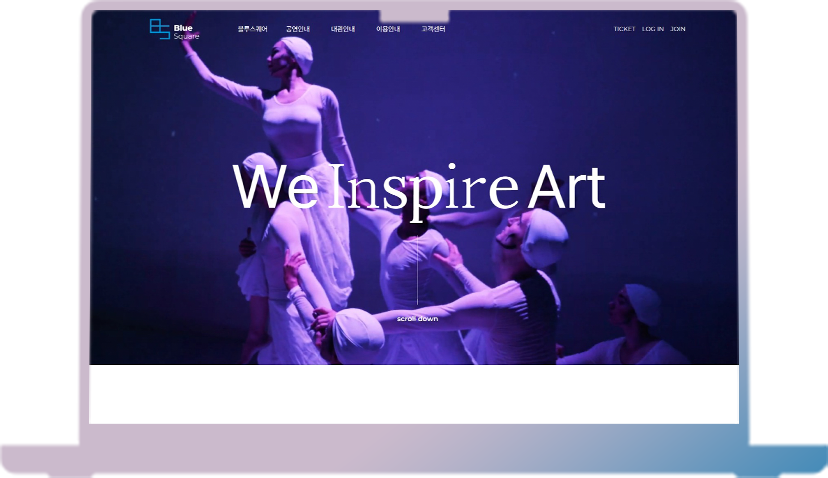 Blue
Square
블루스퀘어 공연안내 대관안내 이용안내 고객센터
TICKET LOG IN JOIN
We Inspire Art
scroll down